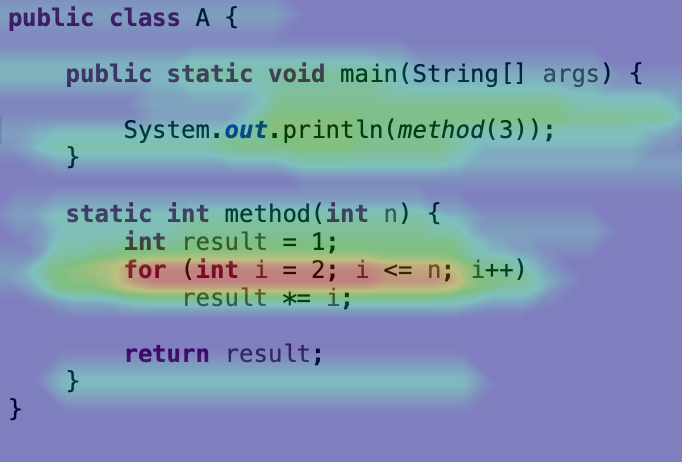 public class A {
public static void main(String[] args) {
System.out.println(method(3));
}
static int method(int n) {
int result = 1;
for (int i = 2; i <= n; i++)
result *= i;
return result;
}
}